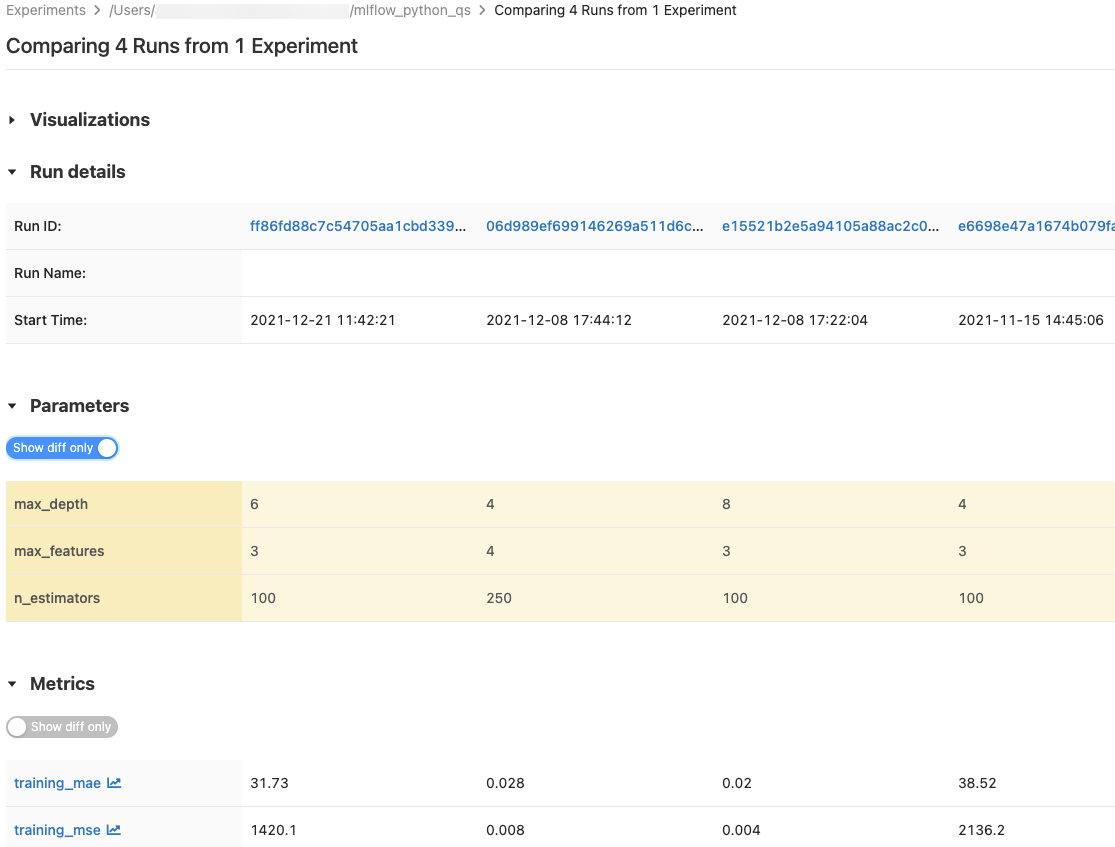 Experiments > /Users/ /mlflow_python_qs > Comparing 4 Runs from 1 Experiment
Comparing 4 Runs from 1 Experiment
Visualizations
Run details
Run ID: ff86fd88c7c54705aa1cbd339... 06d989ef699146269a511d6c... e15521b2e5a94105a88ac2c0... e6698e47a1674b079fa
Run Name:
Start Time: 2021-12-21 11:42:21 2021-12-08 17:44:12 2021-12-08 17:22:04 2021-11-15 14:45:06
Parameters
Show diff only
max_depth 6 4 8 4
max_features 3 4 3 3
n_estimators 100 250 100 100
Metrics
Show diff only
training_mae 31.73 0.028 0.02 38.52
training_mse 1420.1 0.008 0.004 2136.2